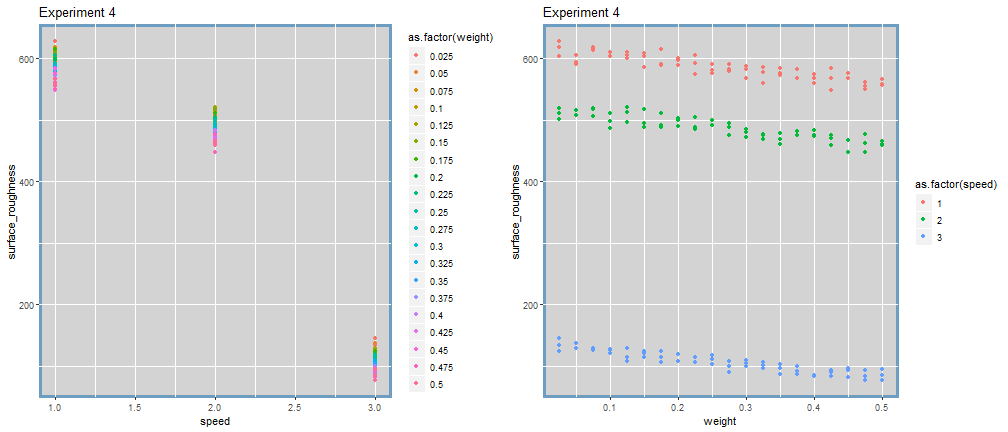 Experiment 4
surface_roughness
600
400
200
1.0 1.5 2.0 2.5 3.0
speed
as.factor(weight)
0.025
0.05
0.075
0.1
0.125
0.15
0.175
0.2
0.225
0.25
0.275
0.3
0.325
0.35
0.375
0.4
0.425
0.45
0.475
0.5
Experiment 4
surface_roughness
600
400
200
0.1 0.2 0.3 0.4 0.5
weight
as.factor(speed)
1
2
3